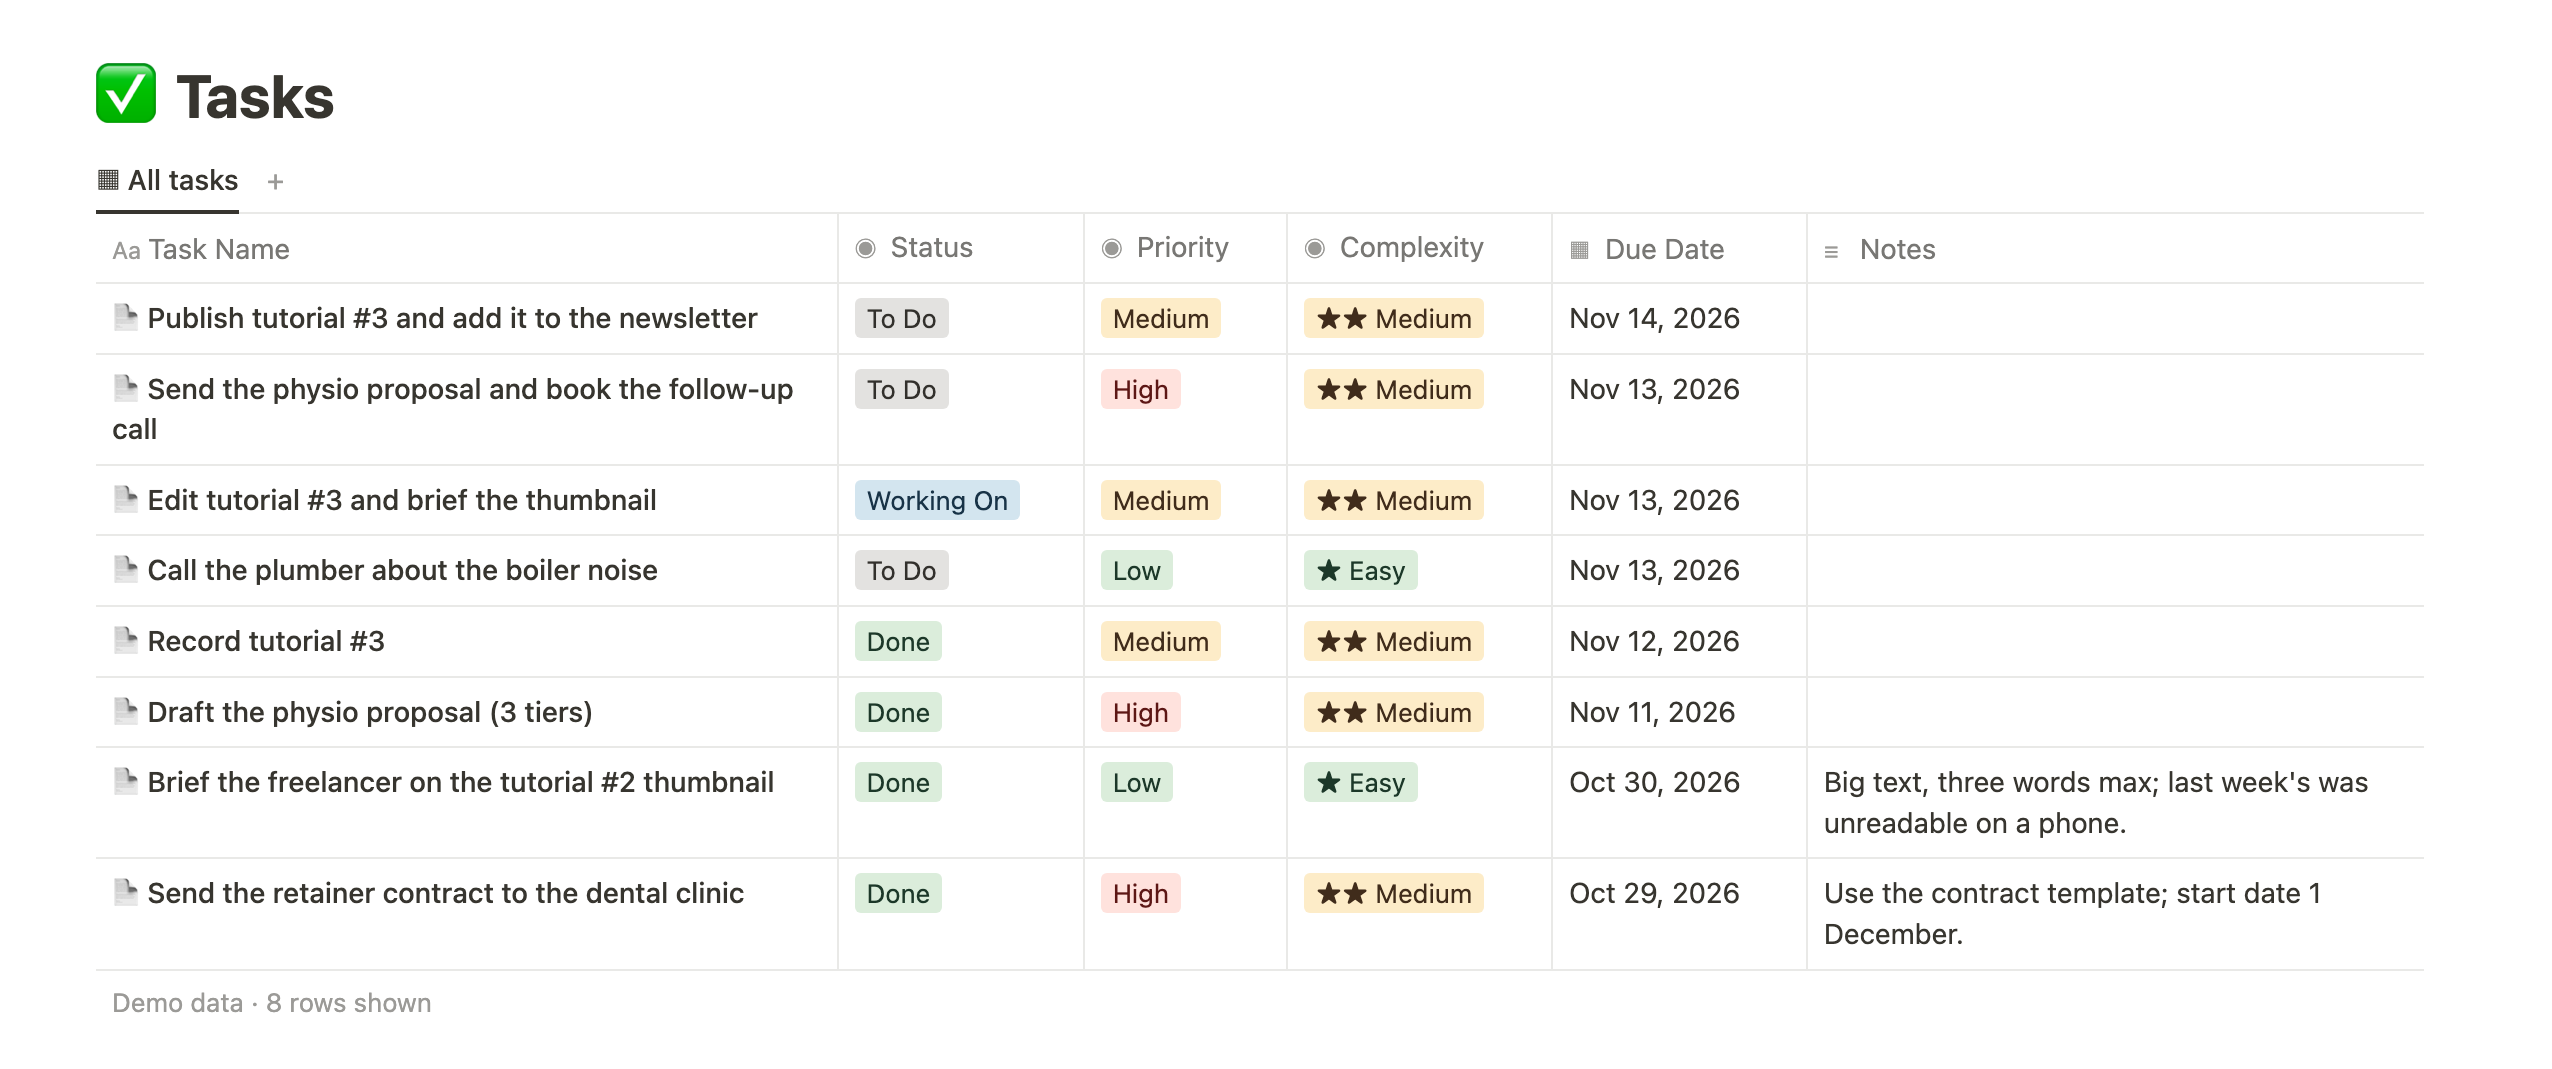 ✅ Tasks
All tasks +
Aa Task Name Status Priority Complexity Due Date Notes
Publish tutorial #3 and add it to the newsletter To Do Medium ★★ Medium Nov 14, 2026
Send the physio proposal and book the follow-up To Do High ★★ Medium Nov 13, 2026
call
Edit tutorial #3 and brief the thumbnail Working On Medium ★★ Medium Nov 13, 2026
Call the plumber about the boiler noise To Do Low ★ Easy Nov 13, 2026
Record tutorial #3 Done Medium ★★ Medium Nov 12, 2026
Draft the physio proposal (3 tiers) Done High ★★ Medium Nov 11, 2026
Brief the freelancer on the tutorial #2 thumbnail Done Low ★ Easy Oct 30, 2026 Big text, three words max; last week's was
unreadable on a phone.
Send the retainer contract to the dental clinic Done High ★★ Medium Oct 29, 2026 Use the contract template; start date 1
December.
Demo data · 8 rows shown